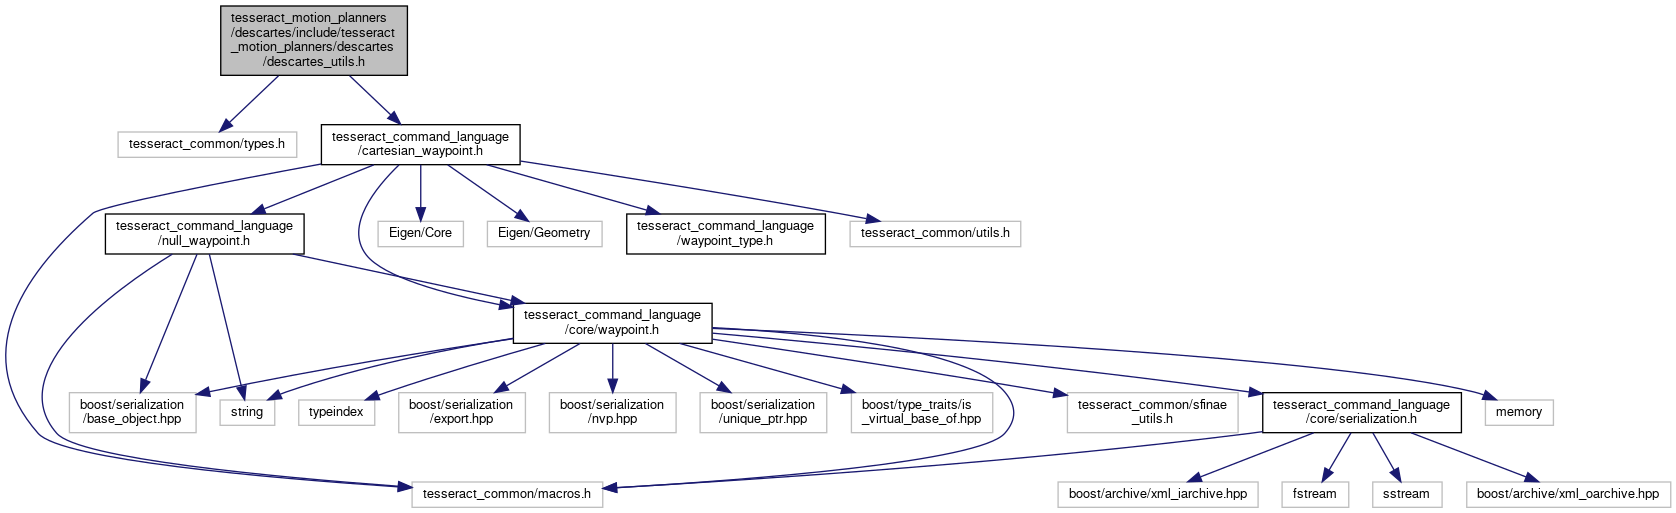 tesseract_motion_planners
/descartes/include/tesseract
_motion_planners/descartes
/descartes_utils.h
tesseract_common/types.h
tesseract_command_language
/cartesian_waypoint.h
tesseract_command_language
/null_waypoint.h
Eigen/Core
Eigen/Geometry
tesseract_command_language
/waypoint_type.h
tesseract_common/utils.h
tesseract_command_language
/core/waypoint.h
boost/serialization
/base_object.hpp
string
typeindex
boost/serialization
/export.hpp
boost/serialization
/nvp.hpp
boost/serialization
/unique_ptr.hpp
boost/type_traits/is
_virtual_base_of.hpp
tesseract_common/sfinae
_utils.h
tesseract_command_language
/core/serialization.h
memory
tesseract_common/macros.h
boost/archive/xml_iarchive.hpp
fstream
sstream
boost/archive/xml_oarchive.hpp